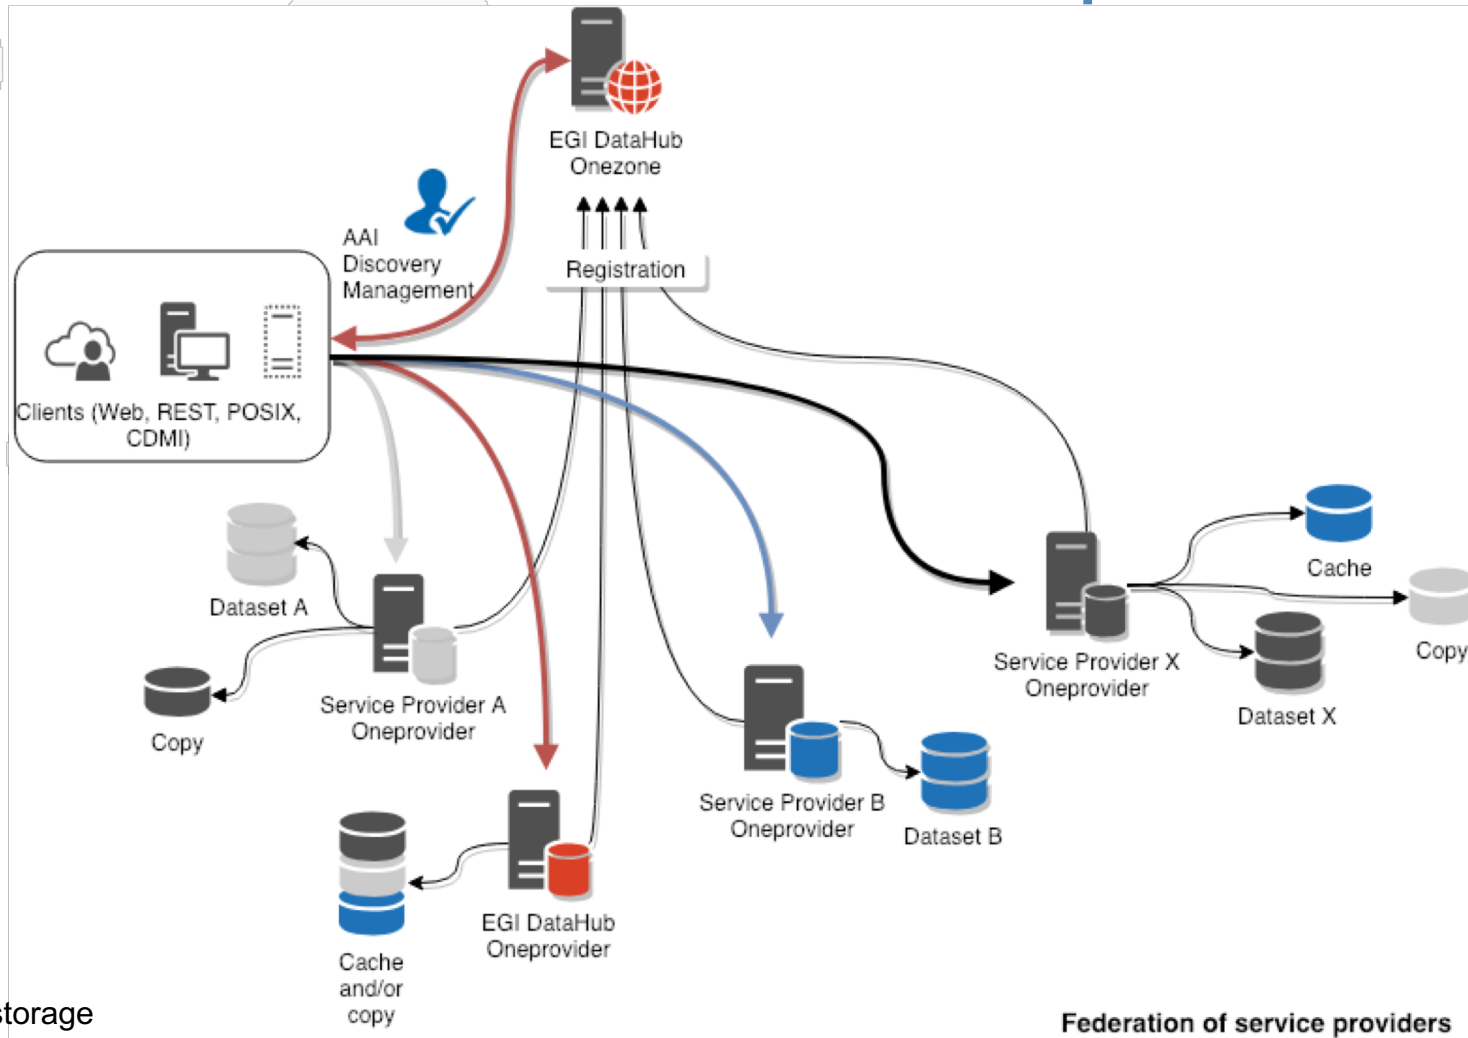 EGI DataHub
Onezone
AAI
Discovery
Management
Registration
Clients (Web, REST, POSIX,
CDMI)
Cache
Dataset A
Copy
Service Provider X
Oneprovider
Copy
Service Provider A
Oneprovider
Dataset X
Copy
Service Provider B
Oneprovider
Dataset B
EGI DataHub
Oneprovider
Cache
and/or
copy
Federation of service providers